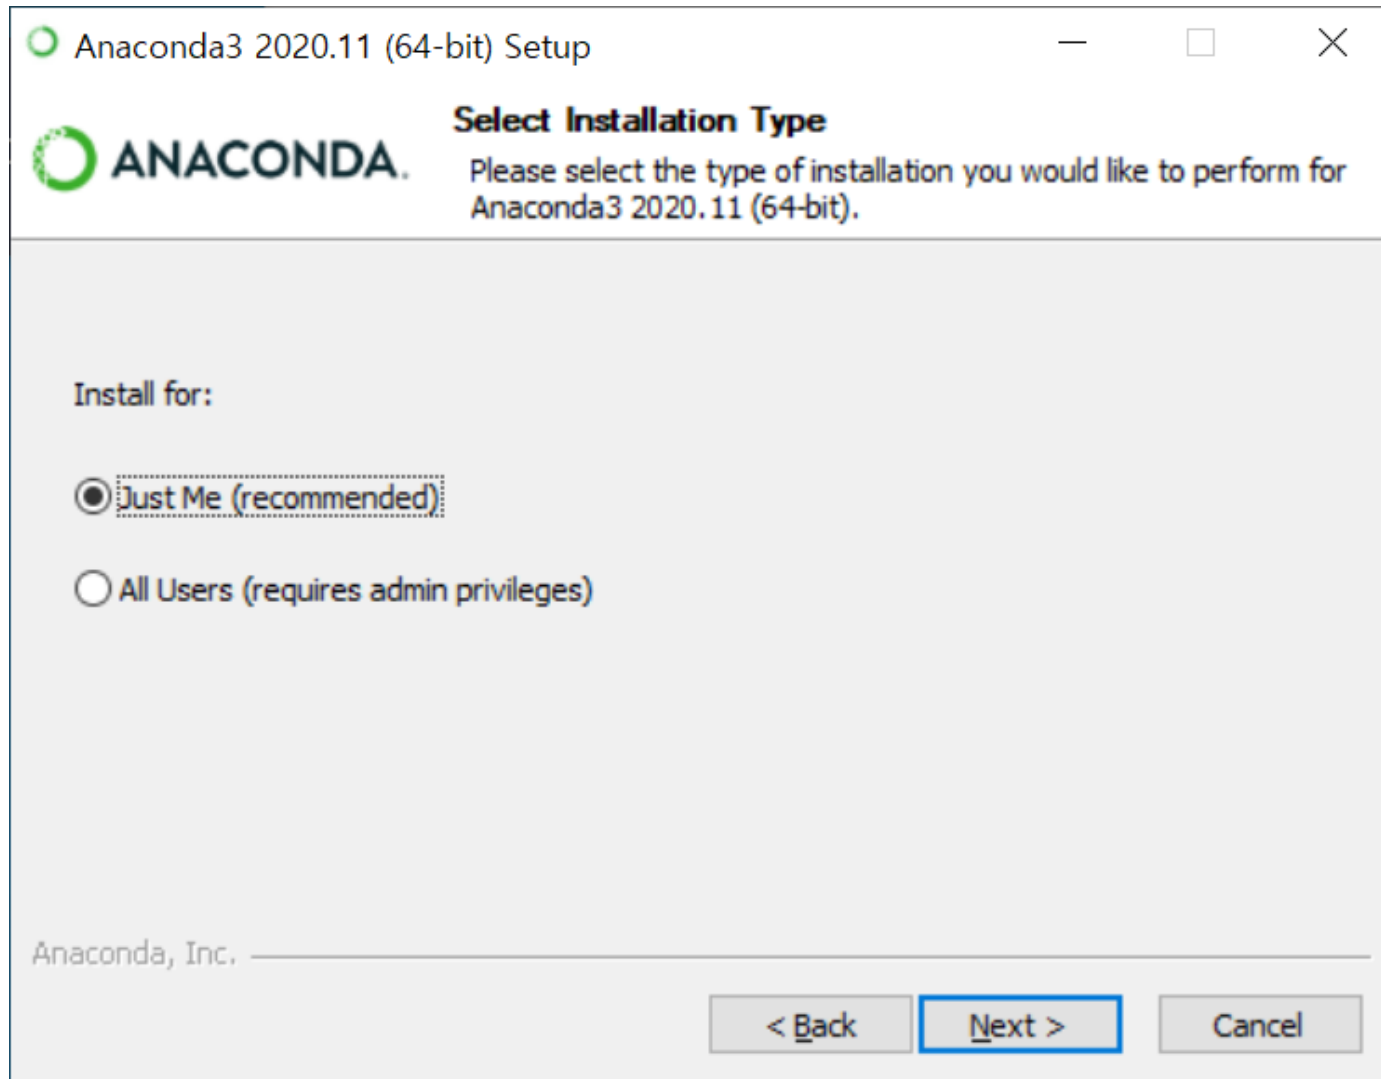 Anaconda3 2020.11 (64-bit) Setup
ANACONDA.
Select Installation Type
Please select the type of installation you would like to perform for
Anaconda3 2020.11 (64-bit).
Install for:
Just Me (recommended)
All Users (requires admin privileges)
Anaconda, Inc.
< Back
Next >
Cancel